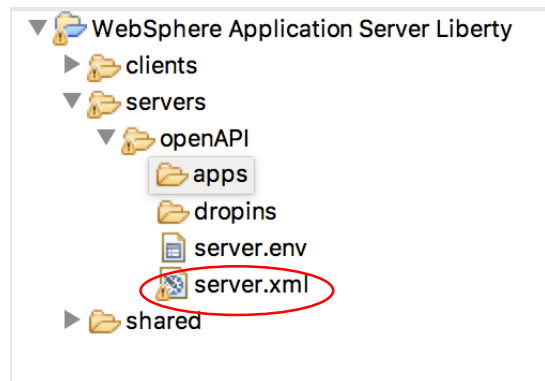 WebSphere Application Server Liberty
clients
servers
openAPI
apps
dropins
server.env
server.xml
shared